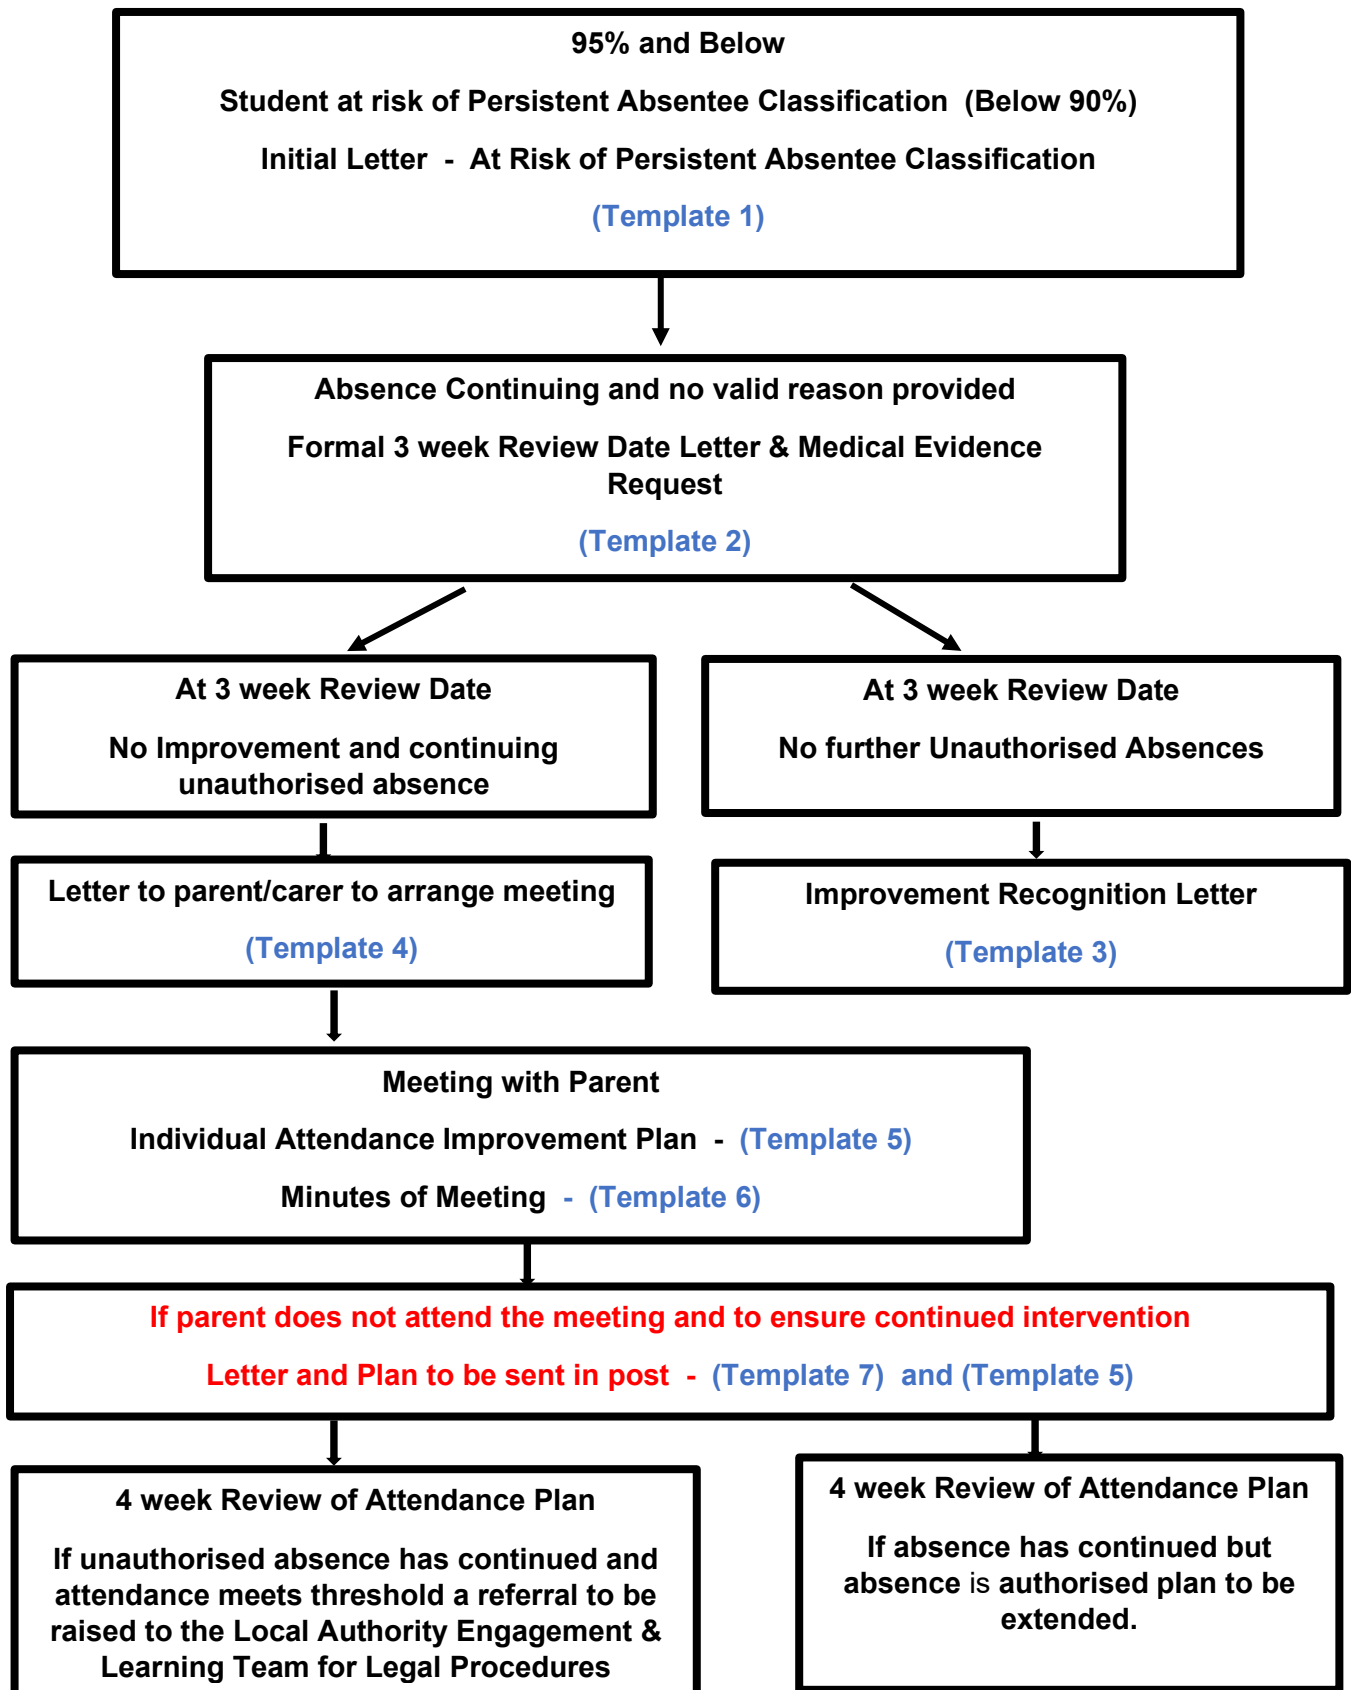 95% and Below
Student at risk of Persistent Absentee Classification (Below 90%)
Initial Letter - At Risk of Persistent Absentee Classification
(Template 1)
Absence Continuing and no valid reason provided
Formal 3 week Review Date Letter & Medical Evidence
Request
(Template 2)
At 3 week Review Date
No Improvement and continuing
unauthorised absence
At 3 week Review Date
No further Unauthorised Absences
Letter to parent/carer to arrange meeting
(Template 4)
Improvement Recognition Letter
(Template 3)
Meeting with Parent
Individual Attendance Improvement Plan - (Template 5)
Minutes of Meeting - (Template 6)
If parent does not attend the meeting and to ensure continued intervention
Letter and Plan to be sent in post - (Template 7) and (Template 5)
4 week Review of Attendance Plan
If unauthorised absence has continued and
attendance meets threshold a referral to be
raised to the Local Authority Engagement &
Learning Team for Legal Procedures
4 week Review of Attendance Plan
If absence has continued but
absence is authorised plan to be
extended.